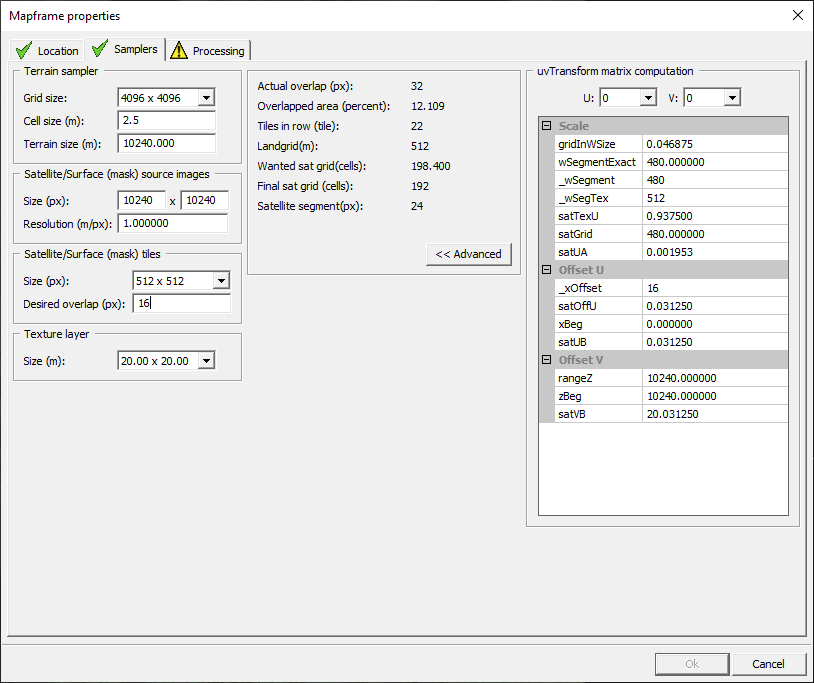 Mapframe properties
Location
Samplers
Processing
Terrain sampler
Grid size: 4096 x 4096
Cell size (m): 2.5
Terrain size (m): 10240.000
Satellite/Surface (mask) source images
Size (px): 10240 x 10240
Resolution (m/px): 1.000000
Satellite/Surface (mask) tiles
Size (px): 512 x 512
Desired overlap (px): 16
Texture layer
Size (m): 20.00 x 20.00
Actual overlap (px): 32
Overlapped area (percent): 12.109
Tiles in row (tile): 22
Landgrid(m): 512
Wanted sat grid(cells): 198.400
Final sat grid (cells): 192
Satellite segment(px): 24
<< Advanced
uvTransform matrix computation
U: 0 V: 0
Scale
gridInWSize 0.046875
wSegmentExact 480.000000
_wSegment 480
_wSegTex 512
satTexU 0.937500
satGrid 480.000000
satUA 0.001953
Offset U
_xOffset 16
satOffU 0.031250
xBeg 0.000000
satUB 0.031250
Offset V
rangeZ 10240.000000
zBeg 10240.000000
satVB 20.031250
Ok
Cancel